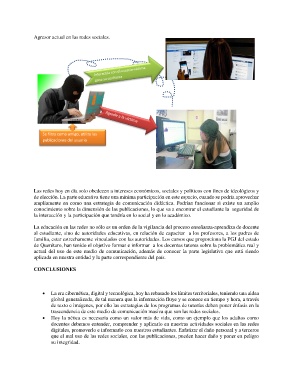 Agresor actual en las redes sociales.
Las redes hoy en día solo obedecen a intereses económicos, sociales y políticos con fines de ideológicos y
de elección. La parte educativa tiene una mínima participación en este espacio, cuando se podría aprovechar
ampliamente en como una estrategia de comunicación didáctica. Podrían funcionar si existe un amplio
conocimiento sobre la dimensión de las publicaciones, lo que va a encontrar el estudiante la seguridad de
la interacción y la participación que tendría en lo social y en lo académico.
La educación en las redes no sólo es un orden de la vigilancia del proceso enseñanza-aprendiza de docente
al estudiante, sino de autoridades educativas, en relación de capacitar a los profesores, a los padres de
familia, estar estrechamente vinculados con las autoridades. Los cursos que proporciona la PGJ del estado
de Querétaro, han venido el objetivo formar e informar a los docentes tutores sobre la problemática real y
actual del uso de este medio de comunicación, además de conocer la parte legislativa que está siendo
aplicada en nuestra entidad y la parte correspondiente del país.
CONCLUSIONES
• La era cibernética, digital y tecnológica, hoy ha rebasado los límites territoriales, teniendo una aldea
global generalizada, de tal manera que la información fluye y se conoce en tiempo y hora, a través
de texto o imágenes, por ello las estrategias de los programas de tutorías deben poner énfasis en la
trascendencia de este medio de comunicación masiva que son las redes sociales.
• Hoy la ética es necesaria como un valor más de vida, como un ejemplo que los adultos como
docentes debemos entender, comprender y aplicarlo en nuestras actividades sociales en las redes
digitales, promoverlo e informarlo con nuestros estudiantes. Enfatizar el daño personal y a terceros
que el mal uso de las redes sociales, con las publicaciones, pueden hacer daño y poner en peligro
su integridad.